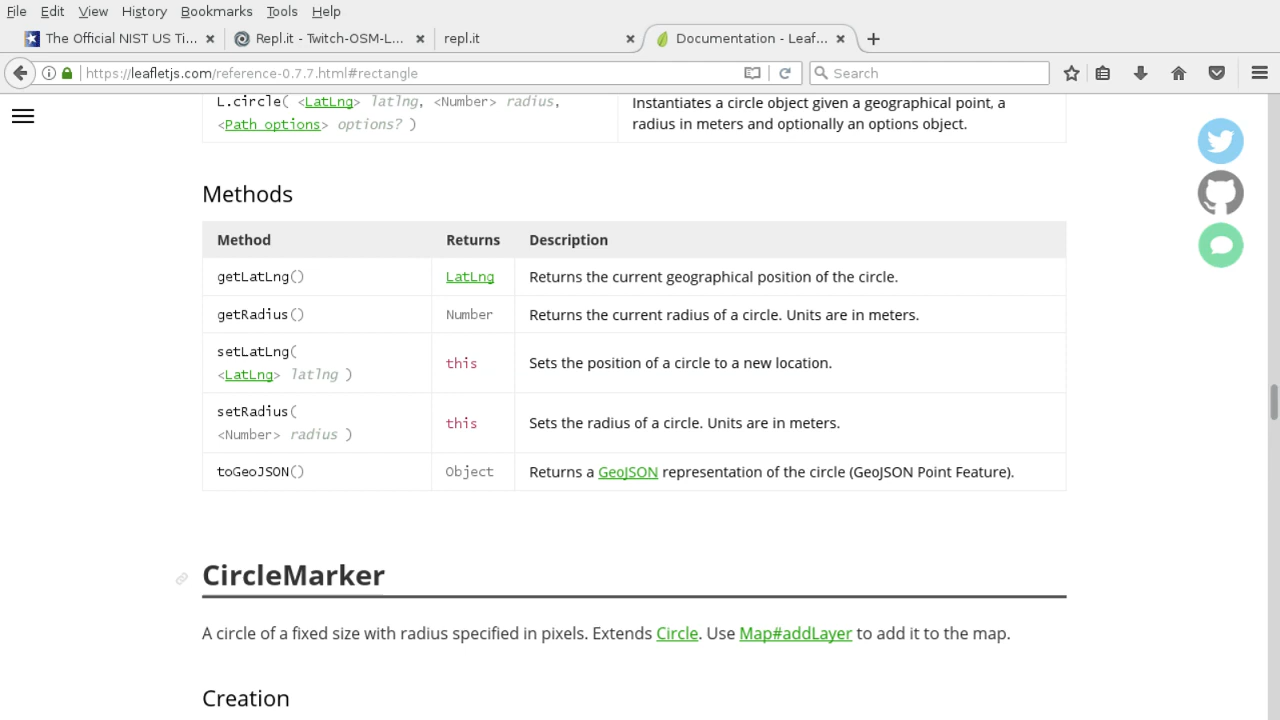 File Edit View History Bookmarks Tools Help
The Official NIST US Ti... × Repl.it - Twitch-OSM-L... × repl.it × Documentation - Leaf... ×
https://leafletjs.com/reference-0.7.7.html#rectangle Search
L.circle( <LatLng> latlng, <Number> radius,
<Path options> options? )
Instantiates a circle object given a geographical point, a
radius in meters and optionally an options object.
Methods
Method Returns Description
getLatLng() LatLng Returns the current geographical position of the circle.
getRadius() Number Returns the current radius of a circle. Units are in meters.
setLatLng(
<LatLng> latlng )
this Sets the position of a circle to a new location.
setRadius(
<Number> radius )
this Sets the radius of a circle. Units are in meters.
toGeoJSON() Object Returns a GeoJSON representation of the circle (GeoJSON Point Feature).
CircleMarker
A circle of a fixed size with radius specified in pixels. Extends Circle. Use Map#addLayer to add it to the map.
Creation